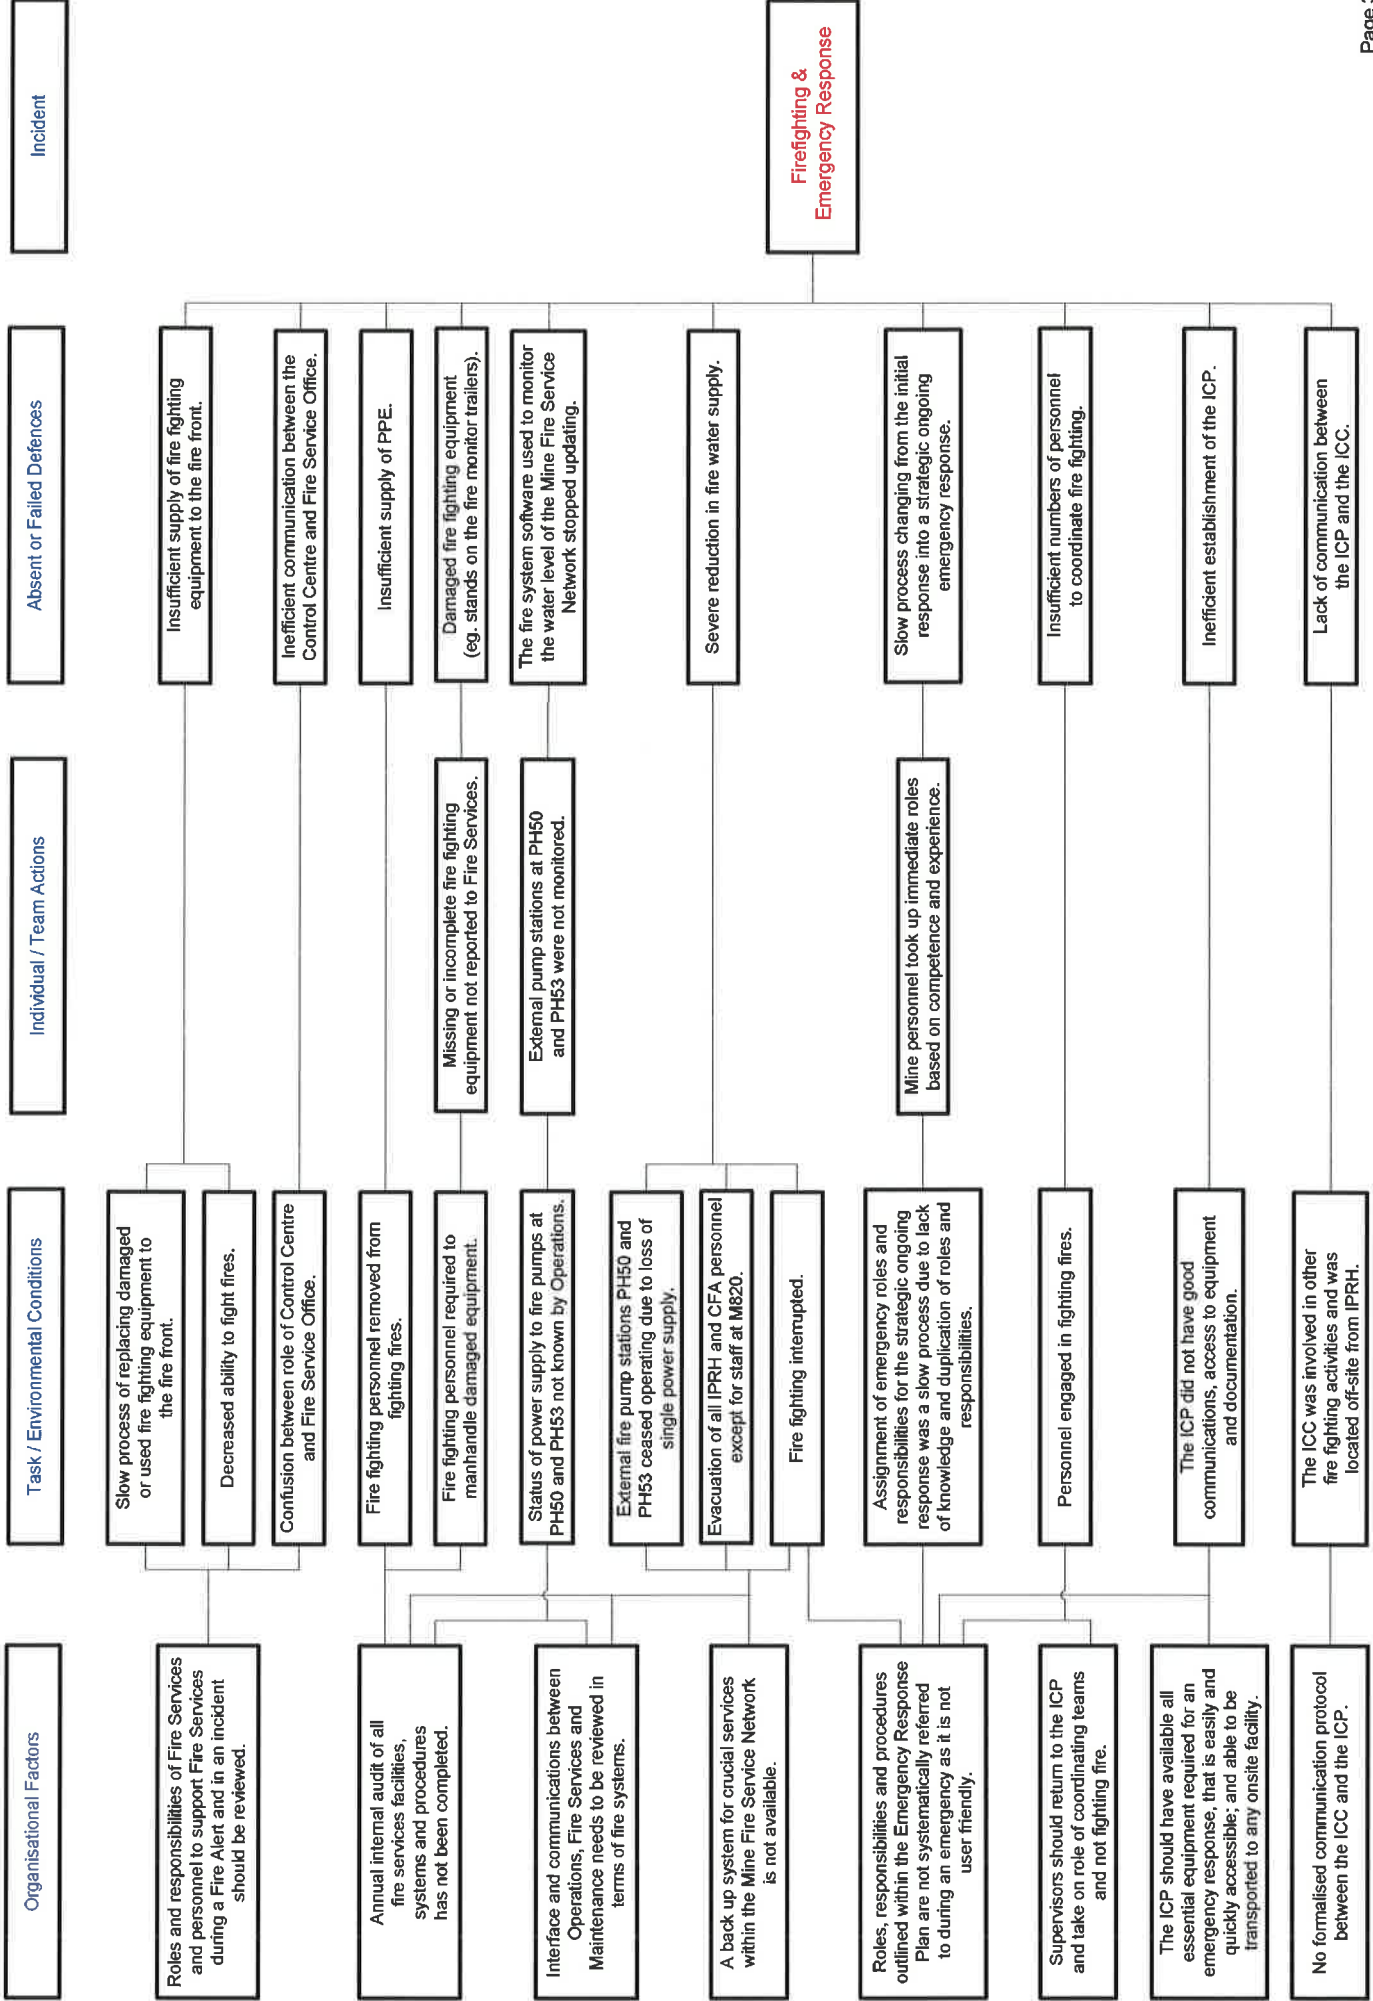 Organisational Factors
Task / Environmental Conditions
Individual / Team Actions
Absent or Failed Defences
Incident
Roles and responsibilities of Fire Services
and personnel to support Fire Services
during a Fire Alert and in an incident
should be reviewed.
Annual internal audit of all
fire services facilities,
systems and procedures
has not been completed.
Interface and communications between
Operations, Fire Services and
Maintenance needs to be reviewed in
terms of fire systems.
A back up system for crucial services
within the Mine Fire Service Network
is not available.
Roles, responsibilities and procedures
outlined within the Emergency Response
Plan are not systematically referred
to during an emergency as it is not
user friendly.
Supervisors should return to the ICP
and take on role of coordinating teams
and not fighting fire.
The ICP should have available all
essential equipment required for an
emergency response, that is easily and
quickly accessible; and able to be
transported to any onsite facility.
No formalised communication protocol
between the ICC and the ICP.
Slow process of replacing damaged
or used fire fighting equipment to
the fire front.
Decreased ability to fight fires.
Confusion between role of Control Centre
and Fire Service Office.
Fire fighting personnel removed from
fighting fires.
Fire fighting personnel required to
manhandle damaged equipment.
Status of power supply to fire pumps at
PH50 and PH53 not known by Operations.
External fire pump stations PH50 and
PH53 ceased operating due to loss of
single power supply.
Evacuation of all IPRH and CFA personnel
except for staff at M820.
Fire fighting interrupted.
Assignment of emergency roles and
responsibilities for the strategic ongoing
response was a slow process due to lack
of knowledge and duplication of roles and
responsibilities.
Personnel engaged in fighting fires.
The ICP did not have good
communications, access to equipment
and documentation.
The ICC was involved in other
fire fighting activities and was
located off-site from IPRH.
Missing or incomplete fire fighting
equipment not reported to Fire Services.
External pump stations at PH50
and PH53 were not monitored.
Mine personnel took up immediate roles
based on competence and experience.
Insufficient supply of fire fighting
equipment to the fire front.
Inefficient communication between the
Control Centre and Fire Service Office.
Insufficient supply of PPE.
Damaged fire fighting equipment
(eg. stands on the fire monitor trailers).
The fire system software used to monitor
the water level of the Mine Fire Service
Network stopped updating.
Severe reduction in fire water supply.
Slow process changing from the initial
response into a strategic ongoing
emergency response.
Insufficient numbers of personnel
to coordinate fire fighting.
Inefficient establishment of the ICP.
Lack of communication between
the ICP and the ICC.
Firefighting &
Emergency Response
Page